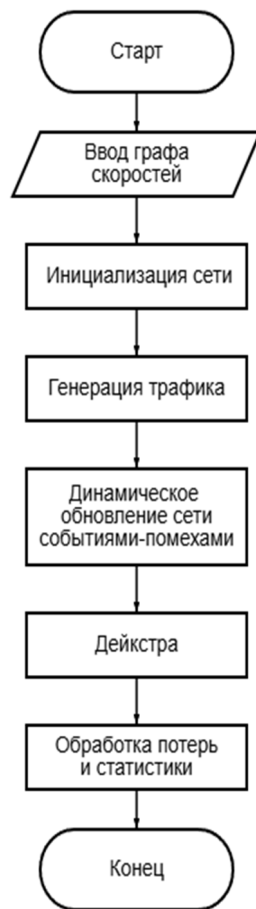 Старт
Ввод графа
скоростей
Инициализация сети
Генерация трафика
Динамическое
обновление сети
событиями-помехами
Дейкстра
Обработка потерь
и статистики
Конец